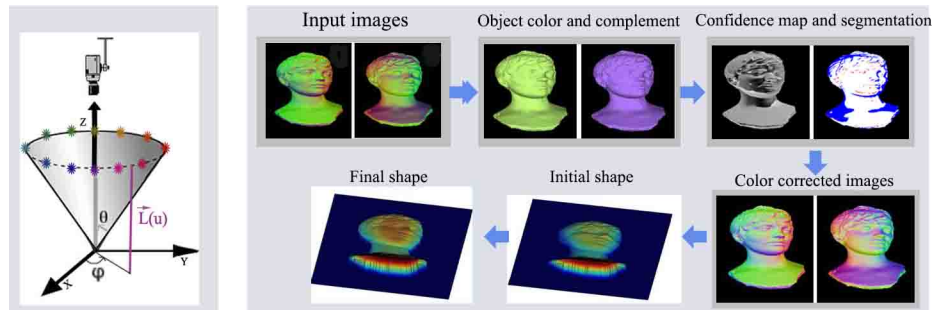 Z
θ
L(u)
Y
X
φ
Input images
Object color and complement
Confidence map and segmentation
Final shape
Initial shape
Color corrected images